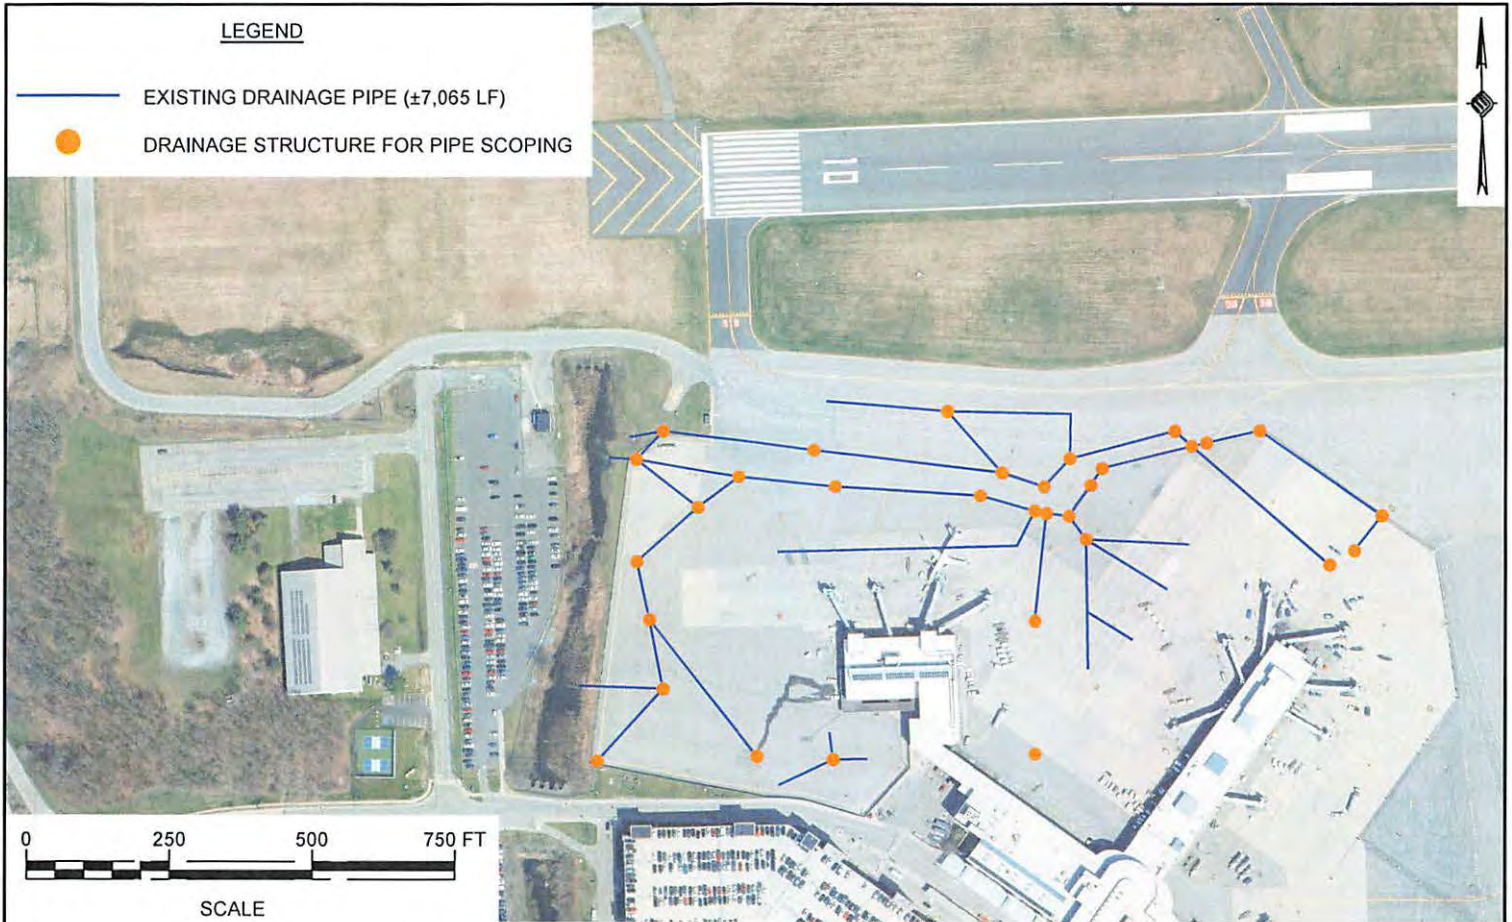 LEGEND
EXISTING DRAINAGE PIPE (±7,065 LF)
DRAINAGE STRUCTURE FOR PIPE SCOPING
0 250 500 750 FT
SCALE